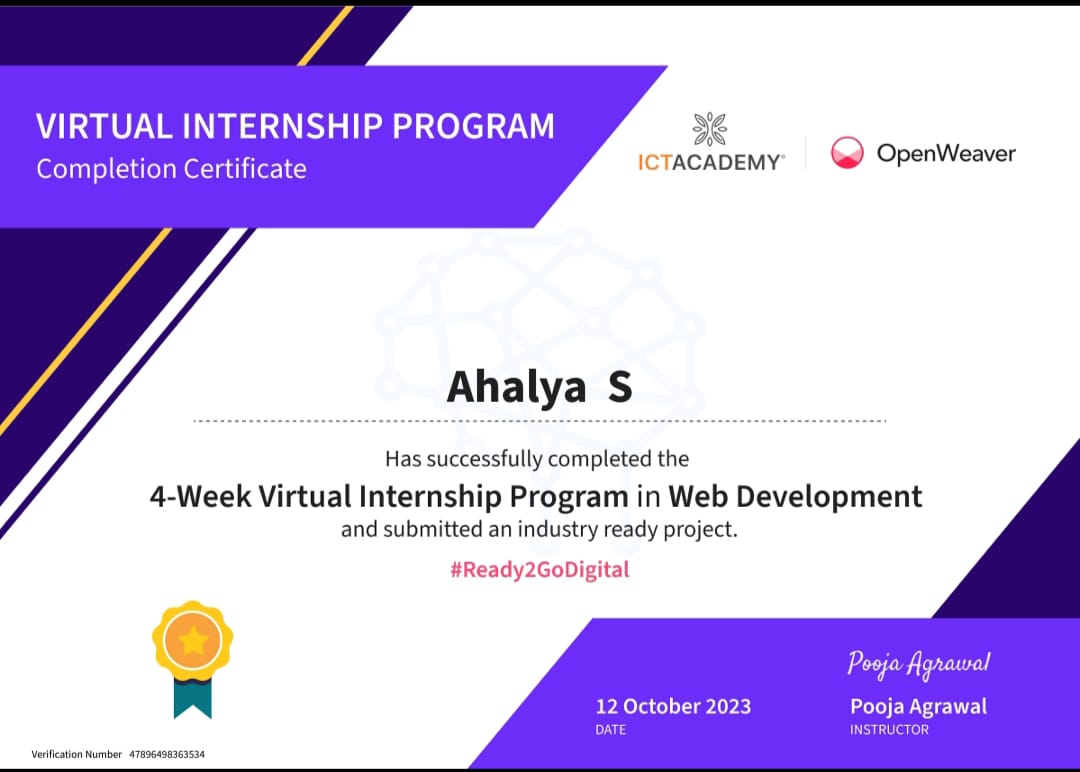 VIRTUAL INTERNSHIP PROGRAM
Completion Certificate
ICTACADEMY®
OpenWeaver
Ahalya S
Has successfully completed the
4-Week Virtual Internship Program in Web Development
and submitted an industry ready project.
#Ready2GoDigital
Pooja Agrawal
12 October 2023
DATE
Pooja Agrawal
INSTRUCTOR
Verification Number 47896498363534